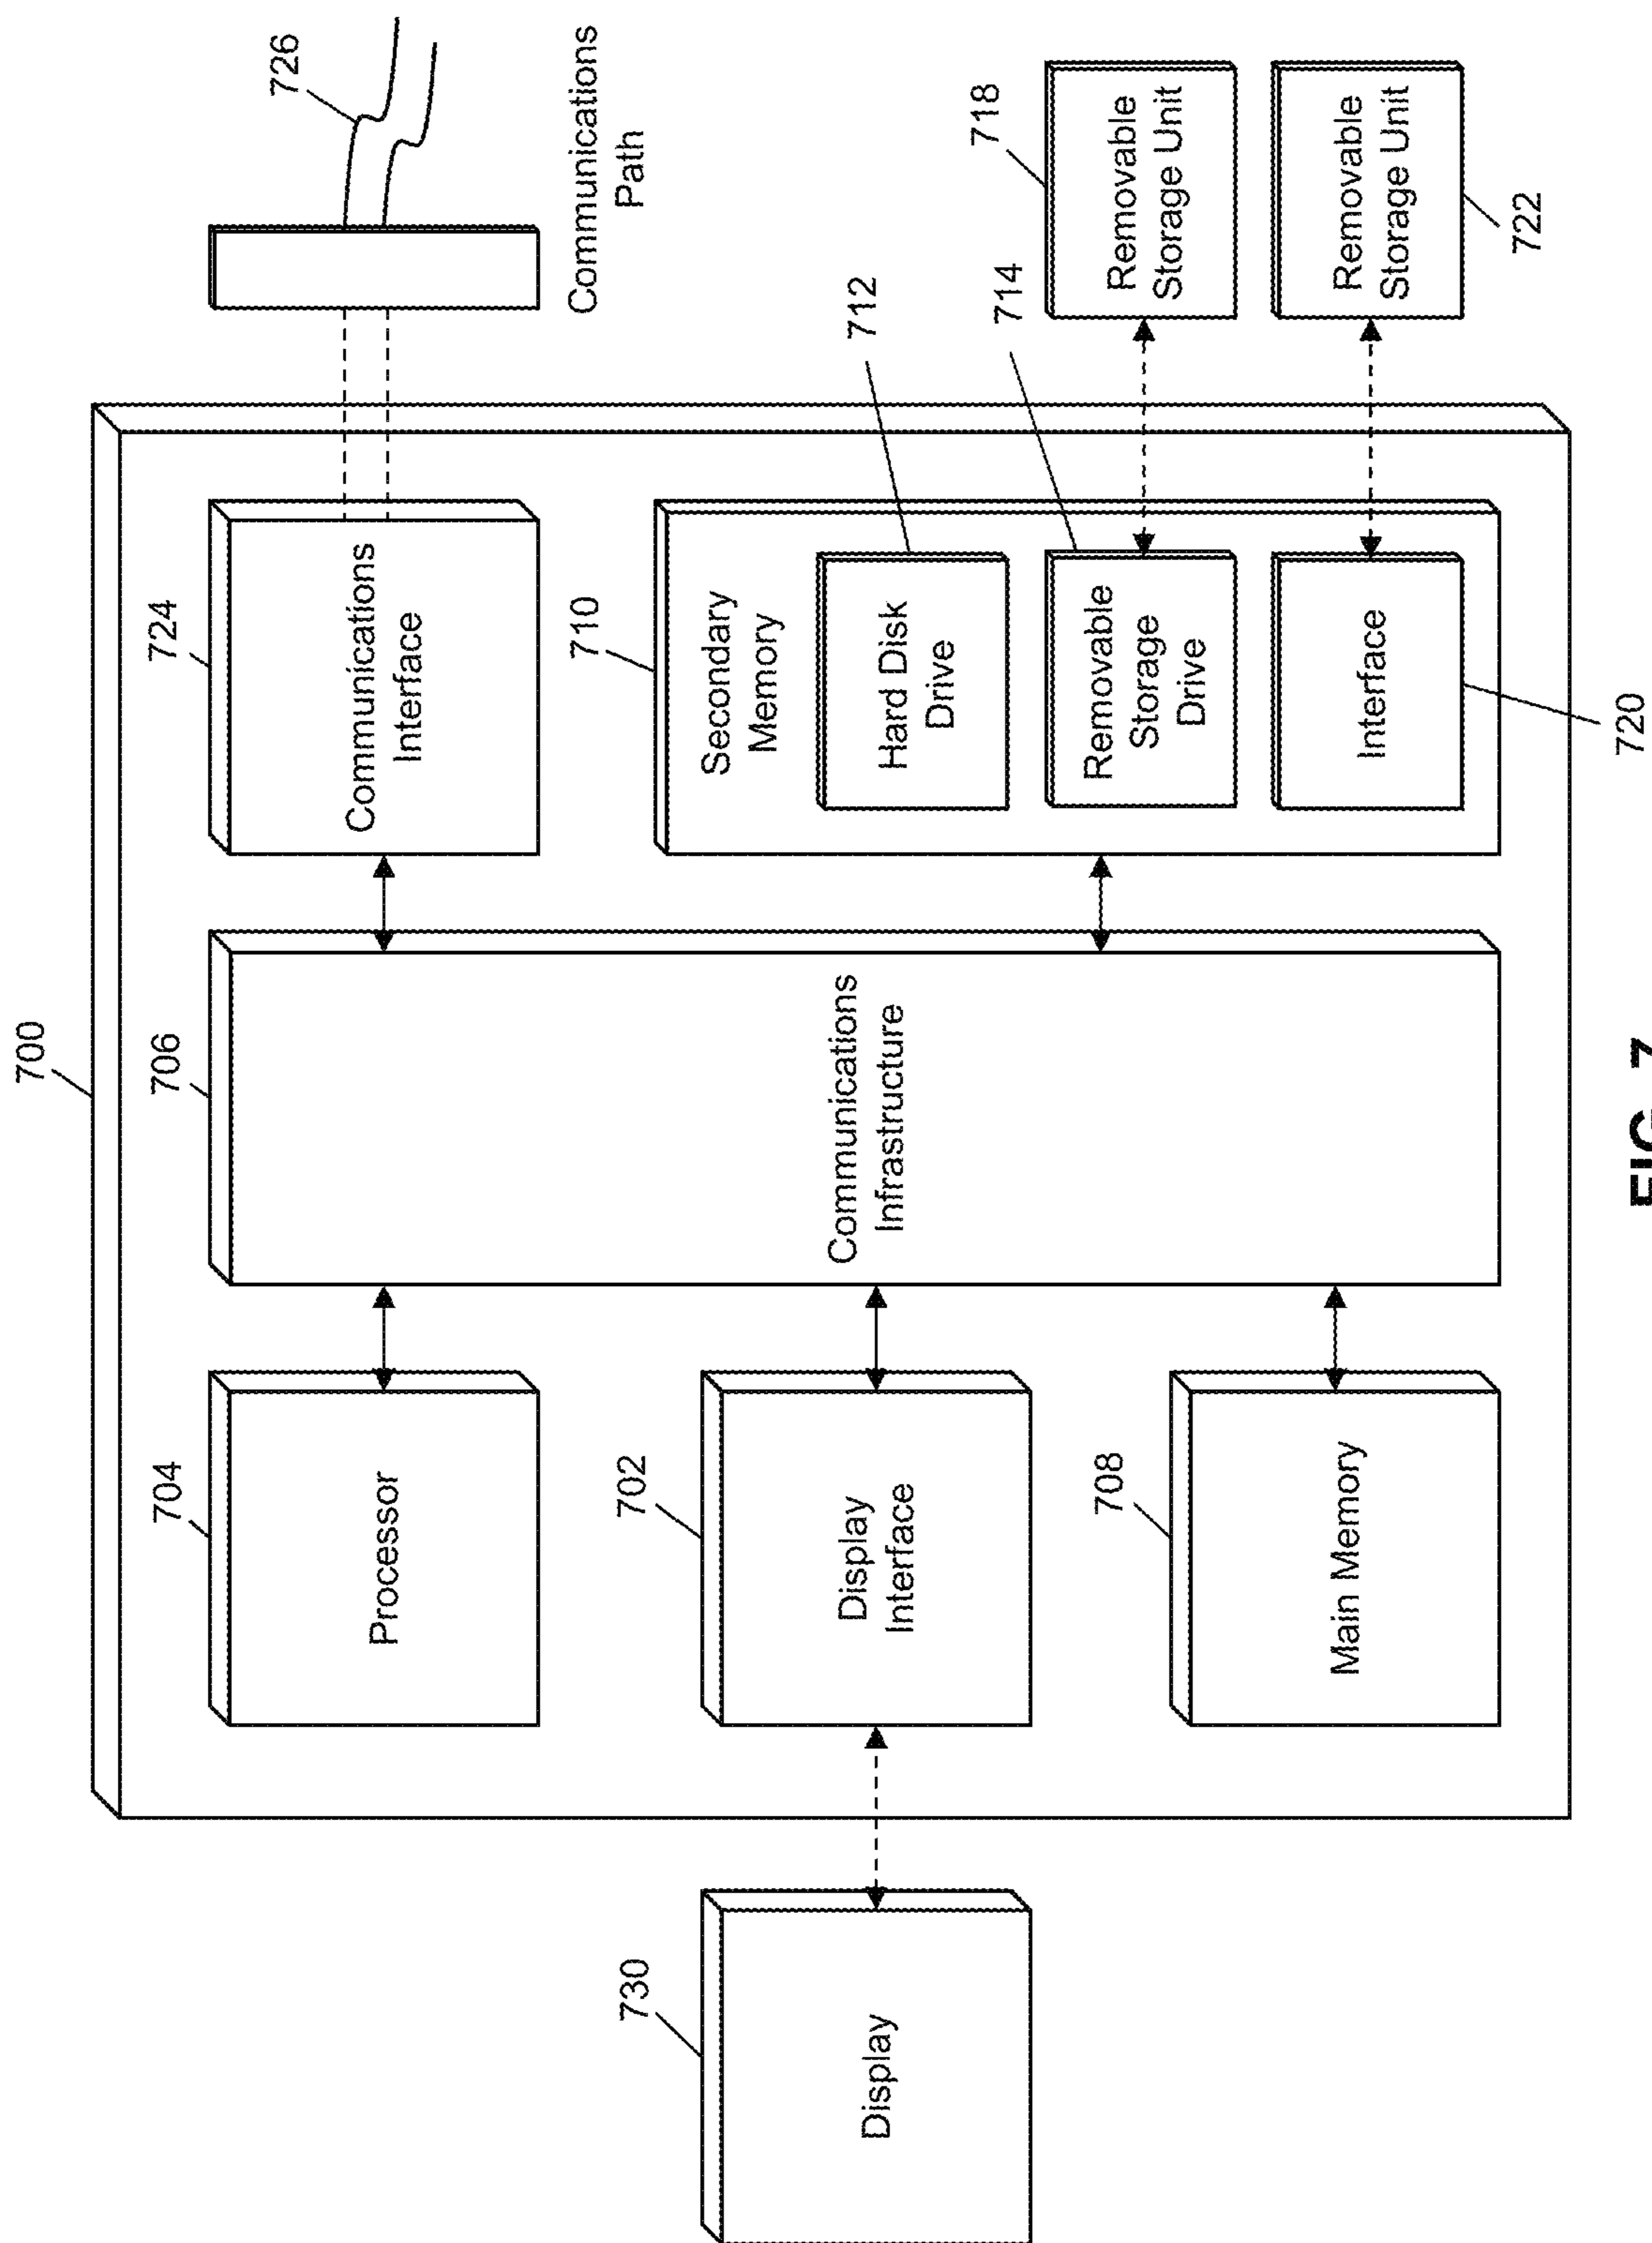 700
704
Processor
706
Communications
Infrastructure
724
Communications
Interface
726
Communications
Path
730
Display
702
Display
Interface
708
Main Memory
710
Secondary
Memory
712
Hard Disk
Drive
714
Removable
Storage
Drive
Interface
720
718
Removable
Storage Unit
Removable
Storage Unit
722
FIG. 7